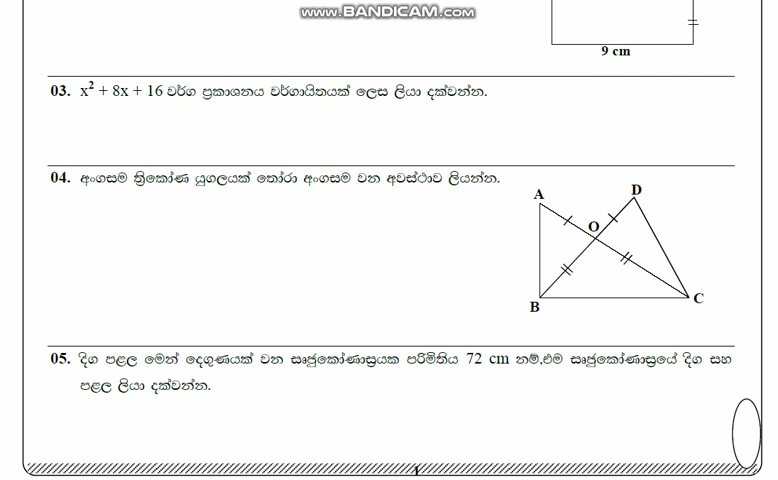 www.BANDICAM.com
9 cm
03. x² + 8x + 16 වර්ග ප්‍රකාශනය වර්ගායිතයක් ලෙස ලියා දක්වන්න.
04. අංගසම ත්‍රිකෝණ යුගලයක් තෝරා අංගසම වන අවස්ථාව ලියන්න.
A
D
O
B
C
05. දිග පළල මෙන් දෙගුණයක් වන ඍජුකෝණාස්‍රයක පරිමිතිය 72 cm නම්,එම ඍජුකෝණාස්‍රයේ දිග සහ
පළල ලියා දක්වන්න.
1